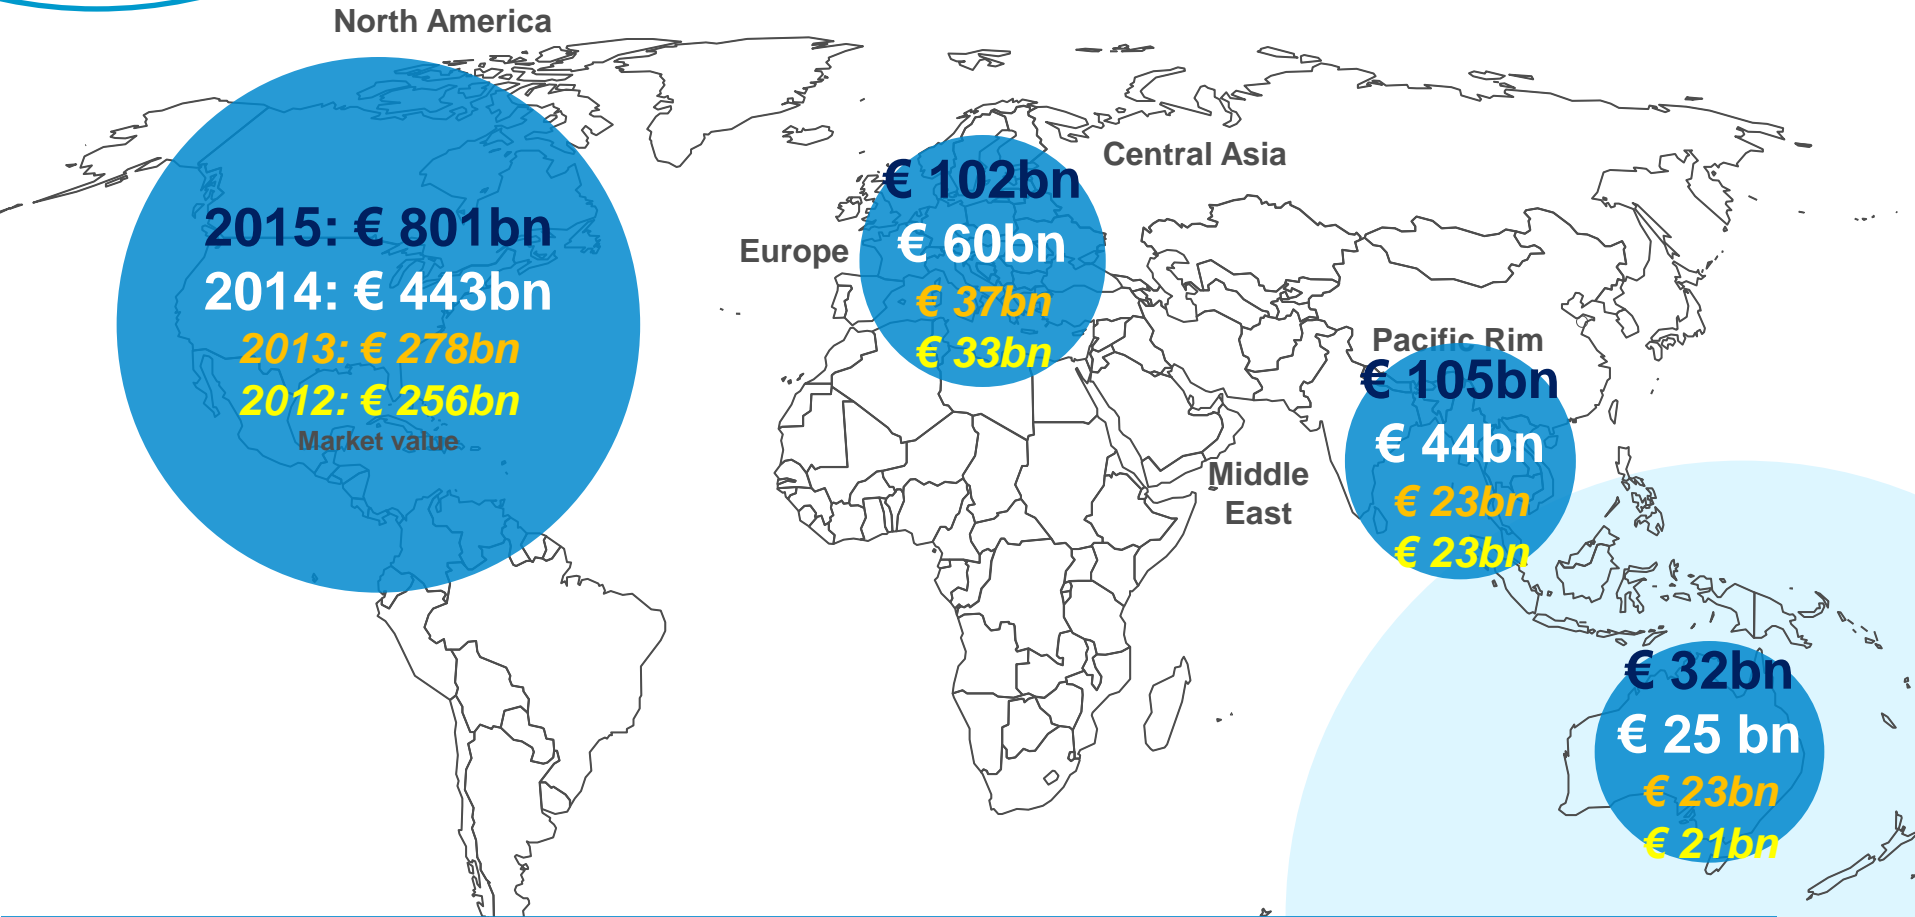 North America
2015: € 801bn
2014: € 443bn
2013: € 278bn
2012: € 256bn
Market value
Europe
€ 102bn
€ 60bn
€ 37bn
€ 33bn
Central Asia
Middle
East
Pacific Rim
€ 105bn
€ 44bn
€ 23bn
€ 23bn
€ 32bn
€ 25 bn
€ 23bn
€ 21bn